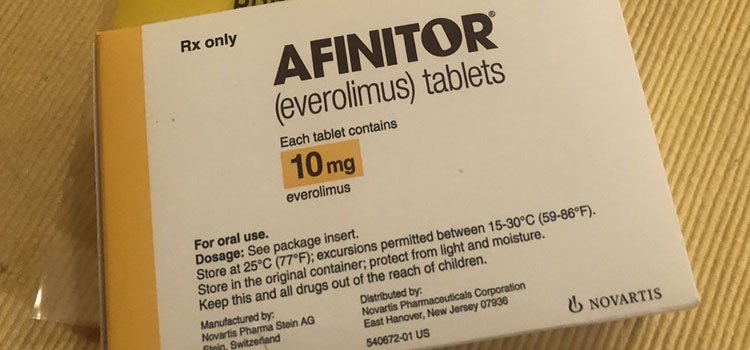 Rx only
AFINITOR®
(everolimus) tablets
Each tablet contains
10 mg
everolimus
For oral use.
Dosage: See package insert.
Store at 25°C (77°F); excursions permitted between 15-30°C (59-86°F).
Store in the original container; protect from light and moisture.
Keep this and all drugs out of the reach of children.
Manufactured by:
Novartis Pharma Stein AG
Stein, Switzerland
Distributed by:
Novartis Pharmaceuticals Corporation
East Hanover, New Jersey 07936
540672-01 US
NOVARTIS